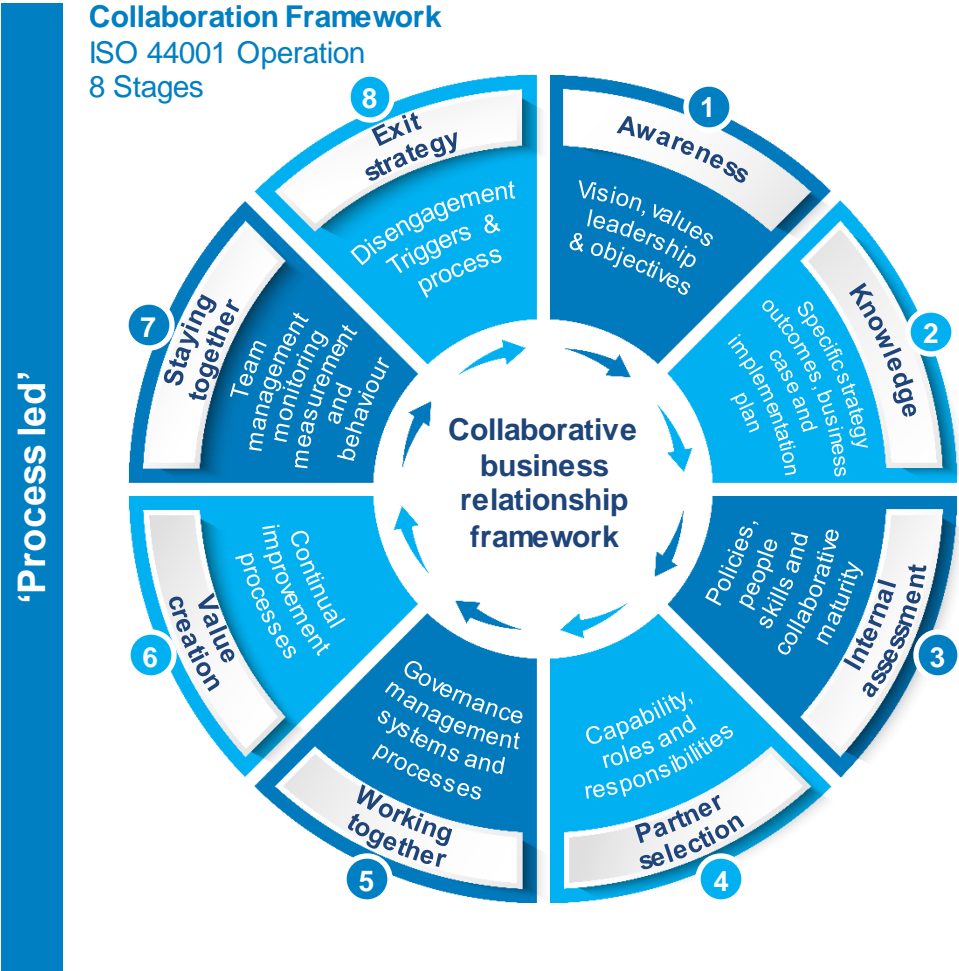 Collaboration Framework
ISO 44001 Operation
8 Stages
'Process led'
1
Awareness
Vision, values
leadership
& objectives
2
Knowledge
Specific strategy
outcomes, business
case and
implementation
plan
3
Internal
assessment
Policies,
people
skills and
collaborative
maturity
4
Partner
selection
Capability,
roles and
responsibilities
5
Working
together
Governance
management
systems and
processes
6
Value
creation
Continual
improvement
processes
7
Staying
together
Team
management
monitoring
measurement
and
behaviour
8
Exit
strategy
Disengagement
Triggers &
process
Collaborative
business
relationship
framework